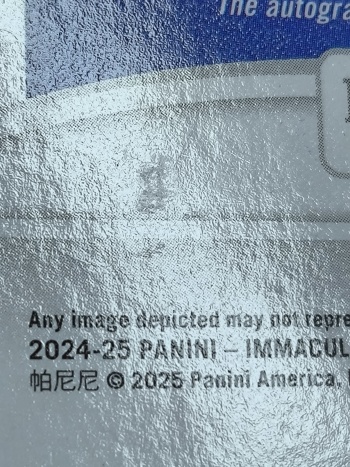 The autogra
Any image depicted may not repre
2024-25 PANINI – IMMACUL
帕尼尼 © 2025 Panini America,